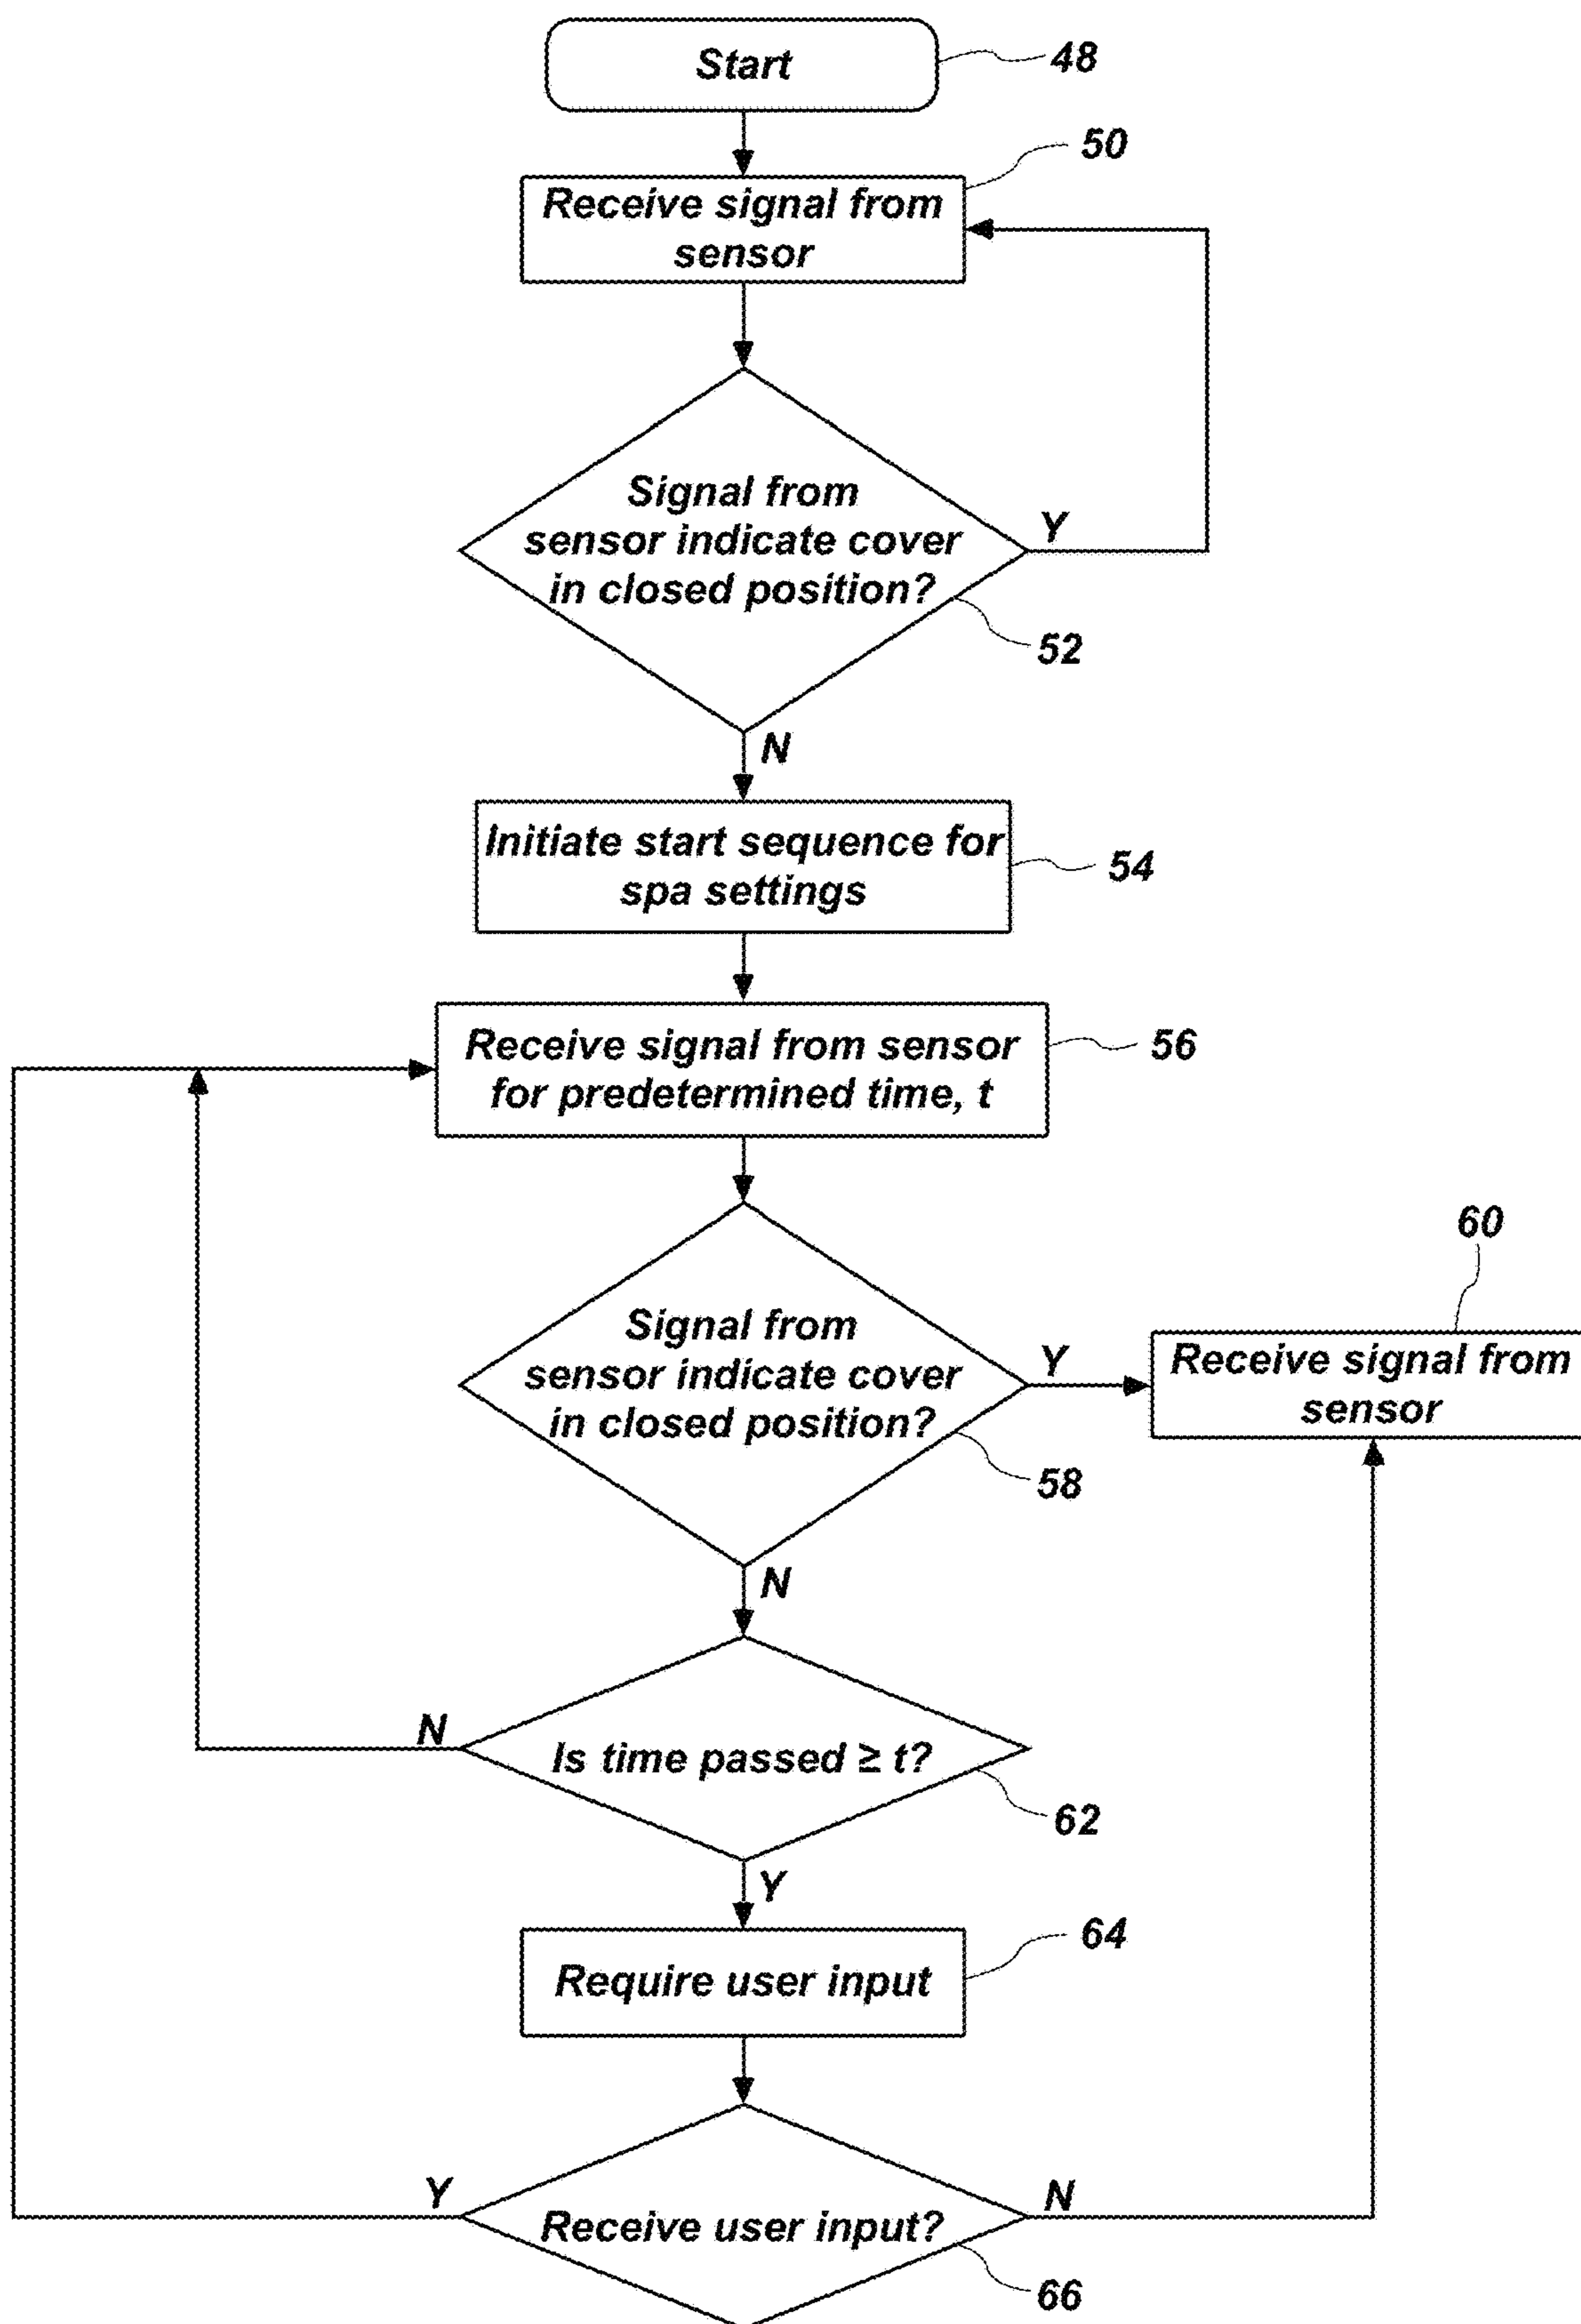 Start
48
50
Receive signal from
sensor
Signal from
sensor indicate cover
in closed position?
Y
52
N
Initiate start sequence for
spa settings
54
Receive signal from sensor
for predetermined time, t
56
60
Signal from
sensor indicate cover
in closed position?
Y
Receive signal from
sensor
58
N
N
Is time passed ≥ t?
62
Y
64
Require user input
Y
N
Receive user input?
66